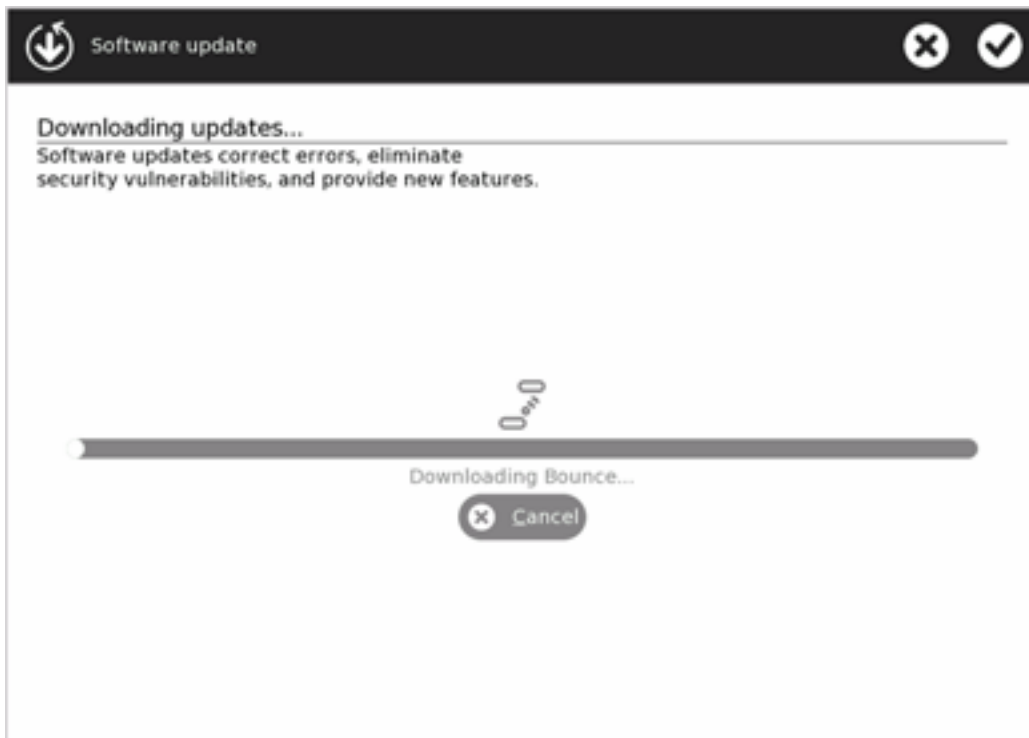 Software update
Downloading updates...
Software updates correct errors, eliminate
security vulnerabilities, and provide new features.
Downloading Bounce...
Cancel